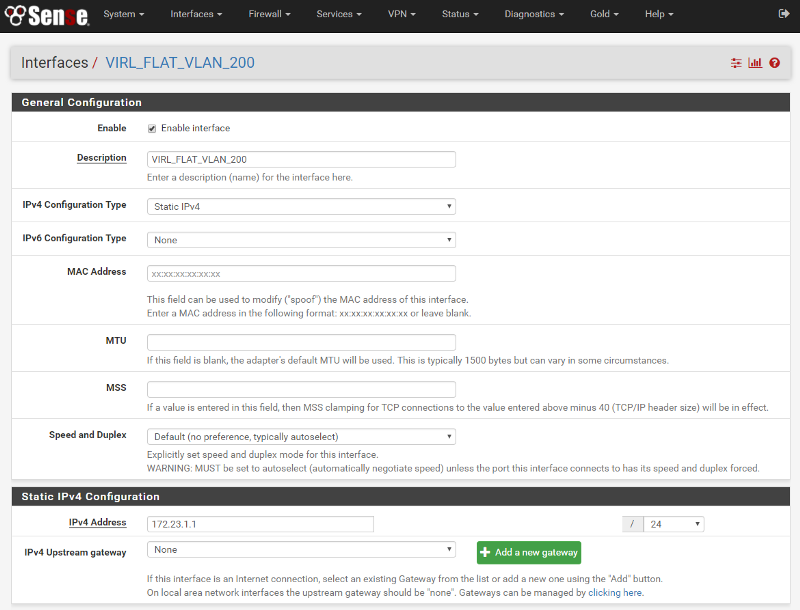 Sense
System Interfaces Firewall Services VPN Status Diagnostics Gold Help
Interfaces / VIRL_FLAT_VLAN_200
General Configuration
Enable Enable interface
Description VIRL_FLAT_VLAN_200
Enter a description (name) for the interface here.
IPv4 Configuration Type Static IPv4
IPv6 Configuration Type None
MAC Address xx:xx:xx:xx:xx:xx
This field can be used to modify ("spoof") the MAC address of this interface.
Enter a MAC address in the following format: xx:xx:xx:xx:xx:xx or leave blank.
MTU
If this field is blank, the adapter's default MTU will be used. This is typically 1500 bytes but can vary in some circumstances.
MSS
If a value is entered in this field, then MSS clamping for TCP connections to the value entered above minus 40 (TCP/IP header size) will be in effect.
Speed and Duplex Default (no preference, typically autoselect)
Explicitly set speed and duplex mode for this interface.
WARNING: MUST be set to autoselect (automatically negotiate speed) unless the port this interface connects to has its speed and duplex forced.
Static IPv4 Configuration
IPv4 Address 172.23.1.1 / 24
IPv4 Upstream gateway None Add a new gateway
If this interface is an Internet connection, select an existing Gateway from the list or add a new one using the "Add" button.
On local area network interfaces the upstream gateway should be "none". Gateways can be managed by clicking here.